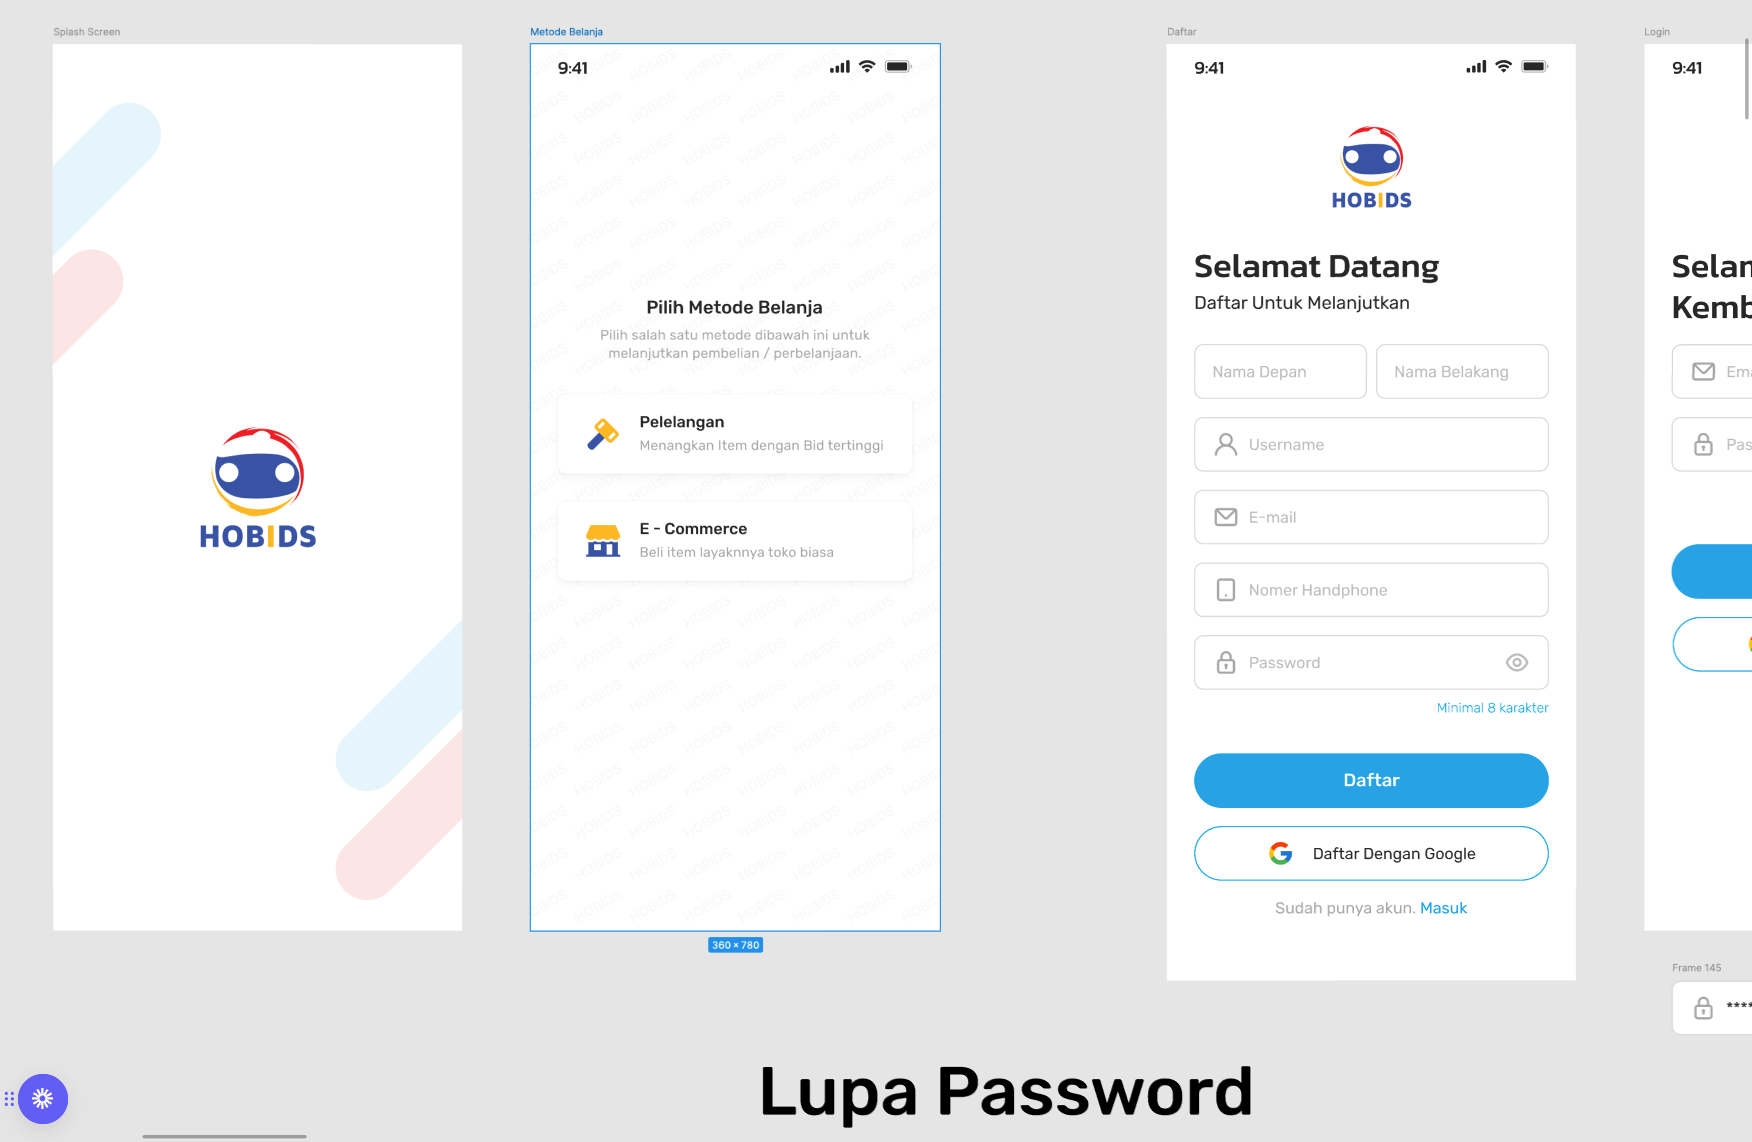 Splash Screen
HOBIDS
Metode Belanja
9:41
Pilih Metode Belanja
Pilih salah satu metode dibawah ini untuk
melanjutkan pembelian / perbelanjaan.
Pelelangan
Menangkan Item dengan Bid tertinggi
E - Commerce
Beli item layaknnya toko biasa
360 × 780
Daftar
9:41
HOBIDS
Selamat Datang
Daftar Untuk Melanjutkan
Nama Depan
Nama Belakang
Username
E-mail
Nomer Handphone
Password
Minimal 8 karakter
Daftar
Daftar Dengan Google
Sudah punya akun. Masuk
Login
9:41
Selam
Kemb
Ema
Pas
Frame 145
****
Lupa Password